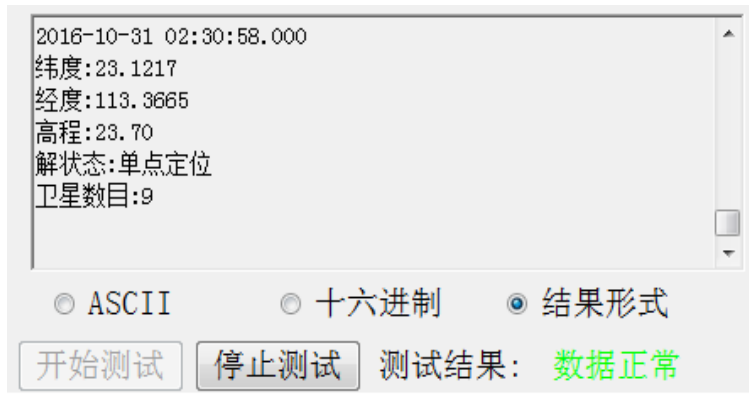 2016-10-31 02:30:58.000
纬度:23.1217
经度:113.3665
高程:23.70
解状态:单点定位
卫星数目:9
ASCII 十六进制 结果形式
开始测试 停止测试 测试结果: 数据正常